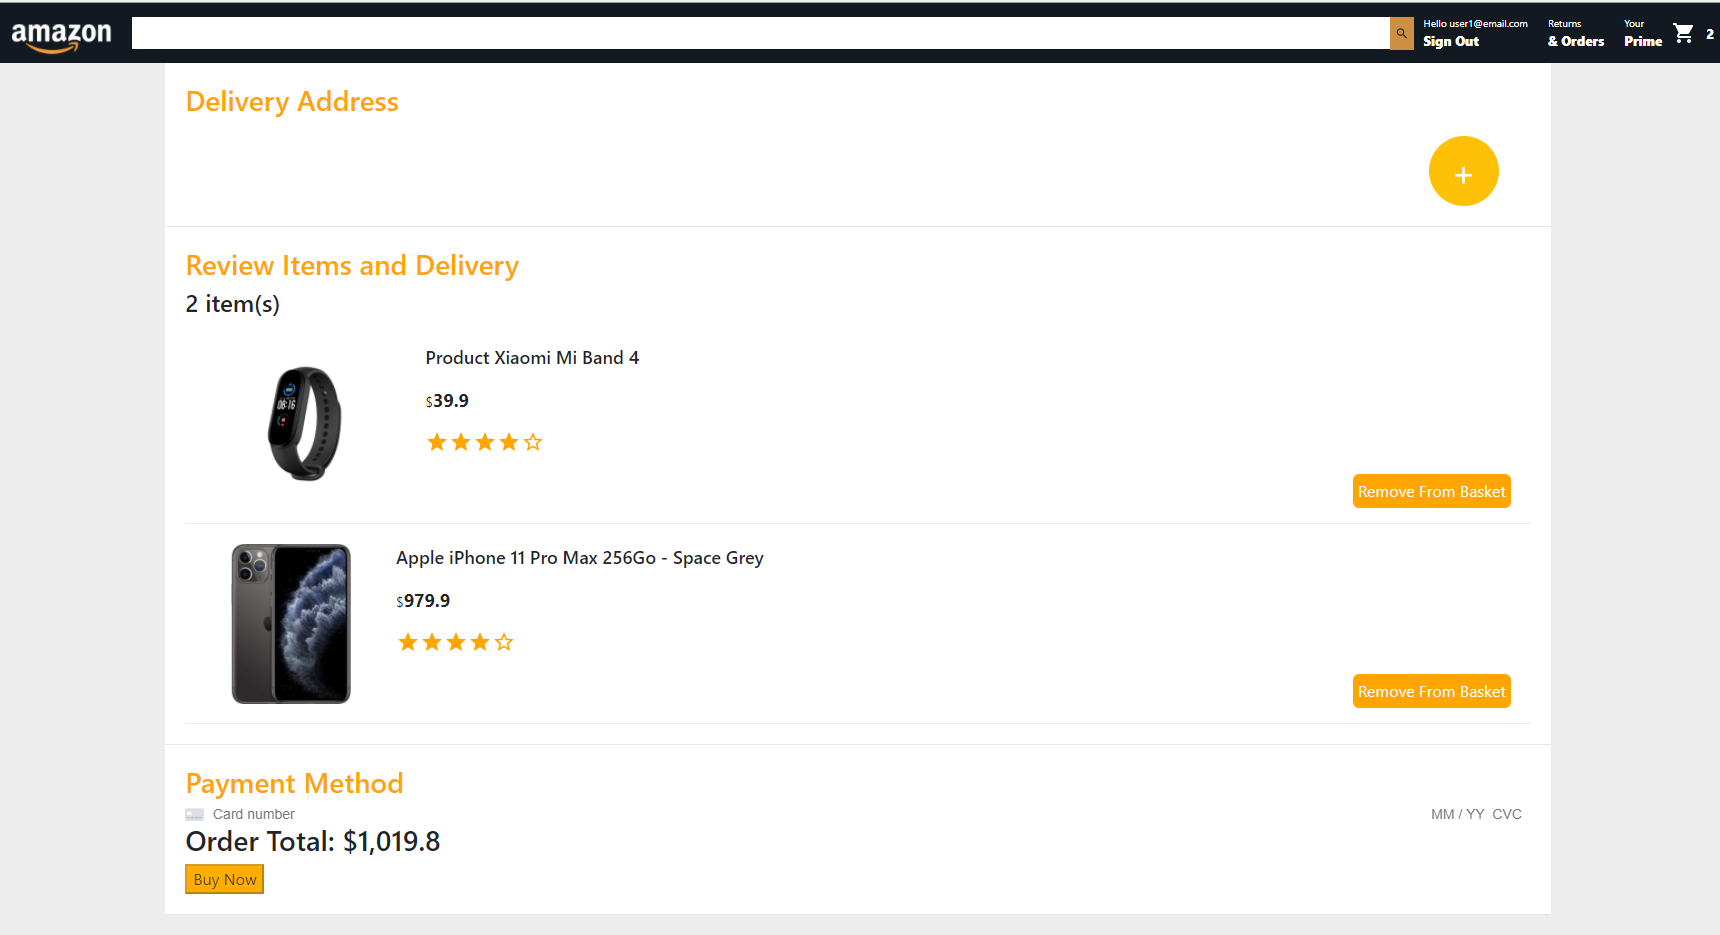 amazon
Hello user1@email.com
Sign Out
Returns
& Orders
Your
Prime
2
Delivery Address
+
Review Items and Delivery
2 item(s)
08:16
Product Xiaomi Mi Band 4
$39.9
Remove From Basket
Apple iPhone 11 Pro Max 256Go - Space Grey
$979.9
Remove From Basket
Payment Method
Card number MM / YY CVC
Order Total: $1,019.8
Buy Now